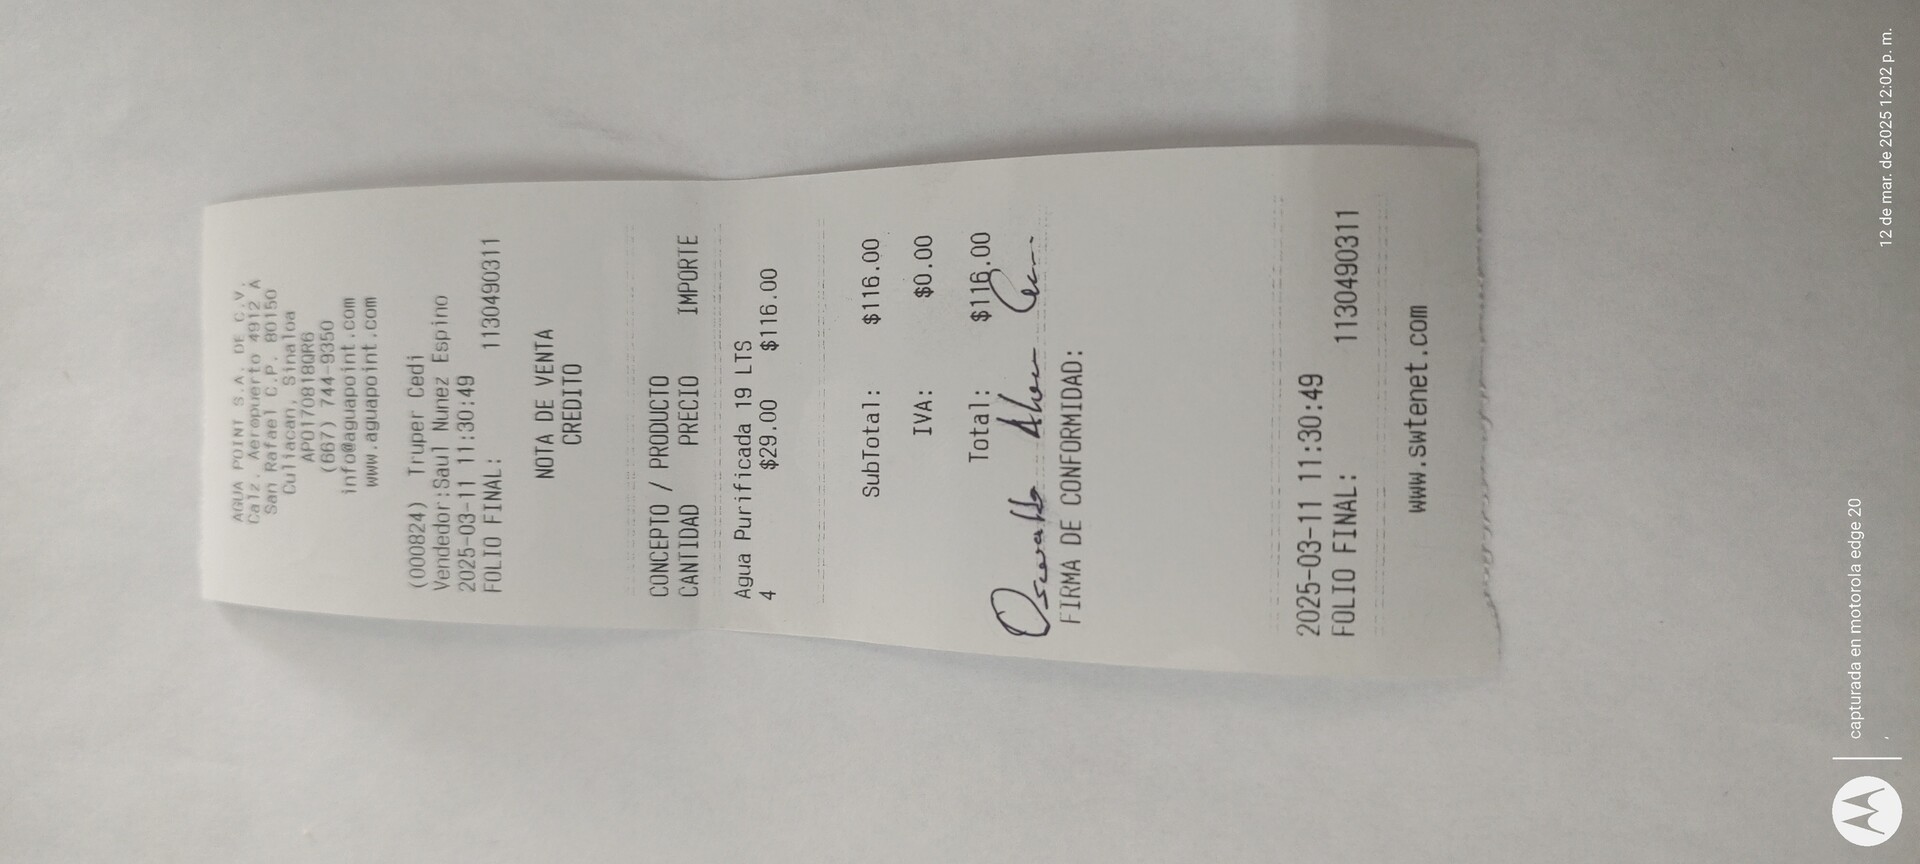 AGUA POINT S.A. DE C.V.
Calz. Aeropuerto 4912 A
San Rafael C.P. 80150
Culiacan, Sinaloa
APO170818QR6
(667) 744-9350
info@aguapoint.com
www.aguapoint.com
(000824) Truper Cedi
Vendedor:Saul Nunez Espino
2025-03-11 11:30:49
FOLIO FINAL: 1130490311
NOTA DE VENTA
CREDITO
CONCEPTO / PRODUCTO
CANTIDAD PRECIO IMPORTE
Agua Purificada 19 LTS
4 $29.00 $116.00
SubTotal: $116.00
IVA: $0.00
Total: $116.00
Oswaldo
FIRMA DE CONFORMIDAD:
2025-03-11 11:30:49
FOLIO FINAL: 1130490311
www.swtenet.com
capturada en motorola edge 20
12 de mar. de 2025 12:02 p. m.